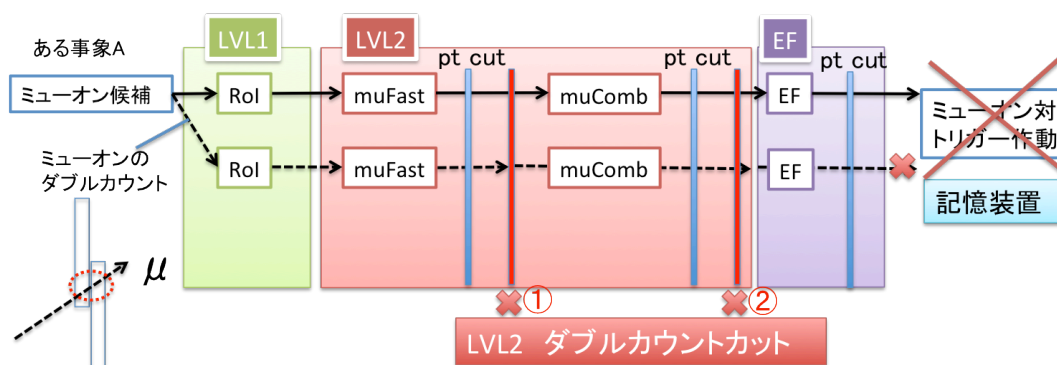 ある事象A
LVL1
LVL2
EF
pt cut
pt cut
pt cut
ミューオン候補
RoI
muFast
muComb
EF
ミューオン対
トリガー作動
ミューオンの
ダブルカウント
RoI
muFast
muComb
EF
記憶装置
μ
①
②
LVL2 ダブルカウントカット